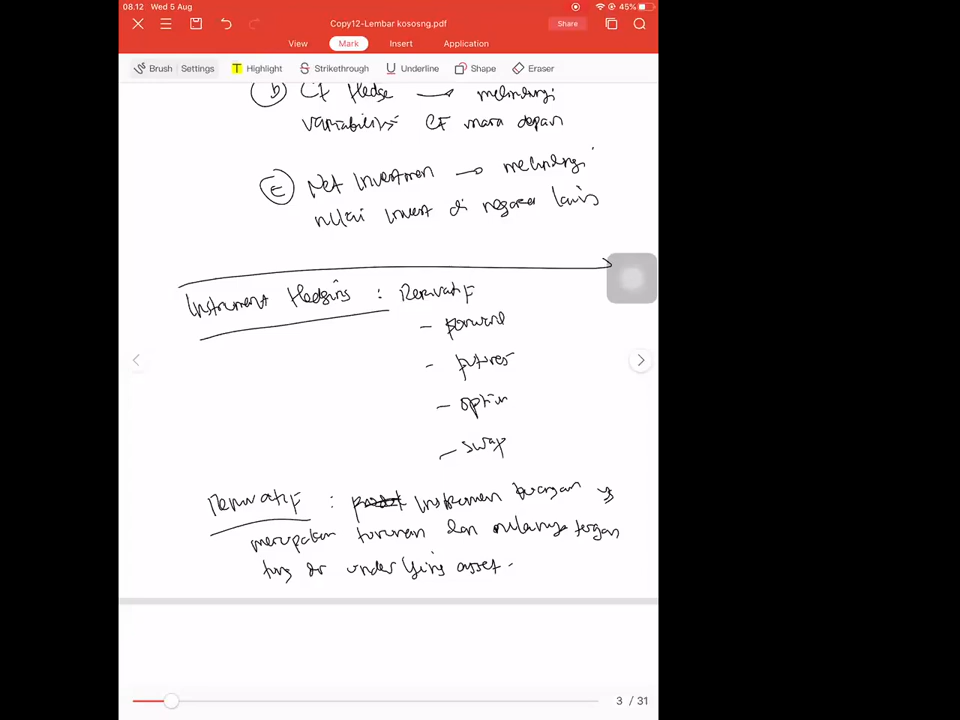 08.12 Wed 5 Aug 45%
Copy12-Lembar kososng.pdf
Share
View Mark Insert Application
Brush Settings T Highlight S Strikethrough U Underline Shape Eraser
b CF Hedge → melindungi
variabilitas CF masa depan
c Net Investmen → melindungi
nilai invest di negara lain
Instrument Hedging : Derivatif
- Forward
- futures
- option
- swap
Derivatif : Instrumen keuangan yg
merupakan turunan dan nilainya tergan
tung dr underlying asset.
3 / 31